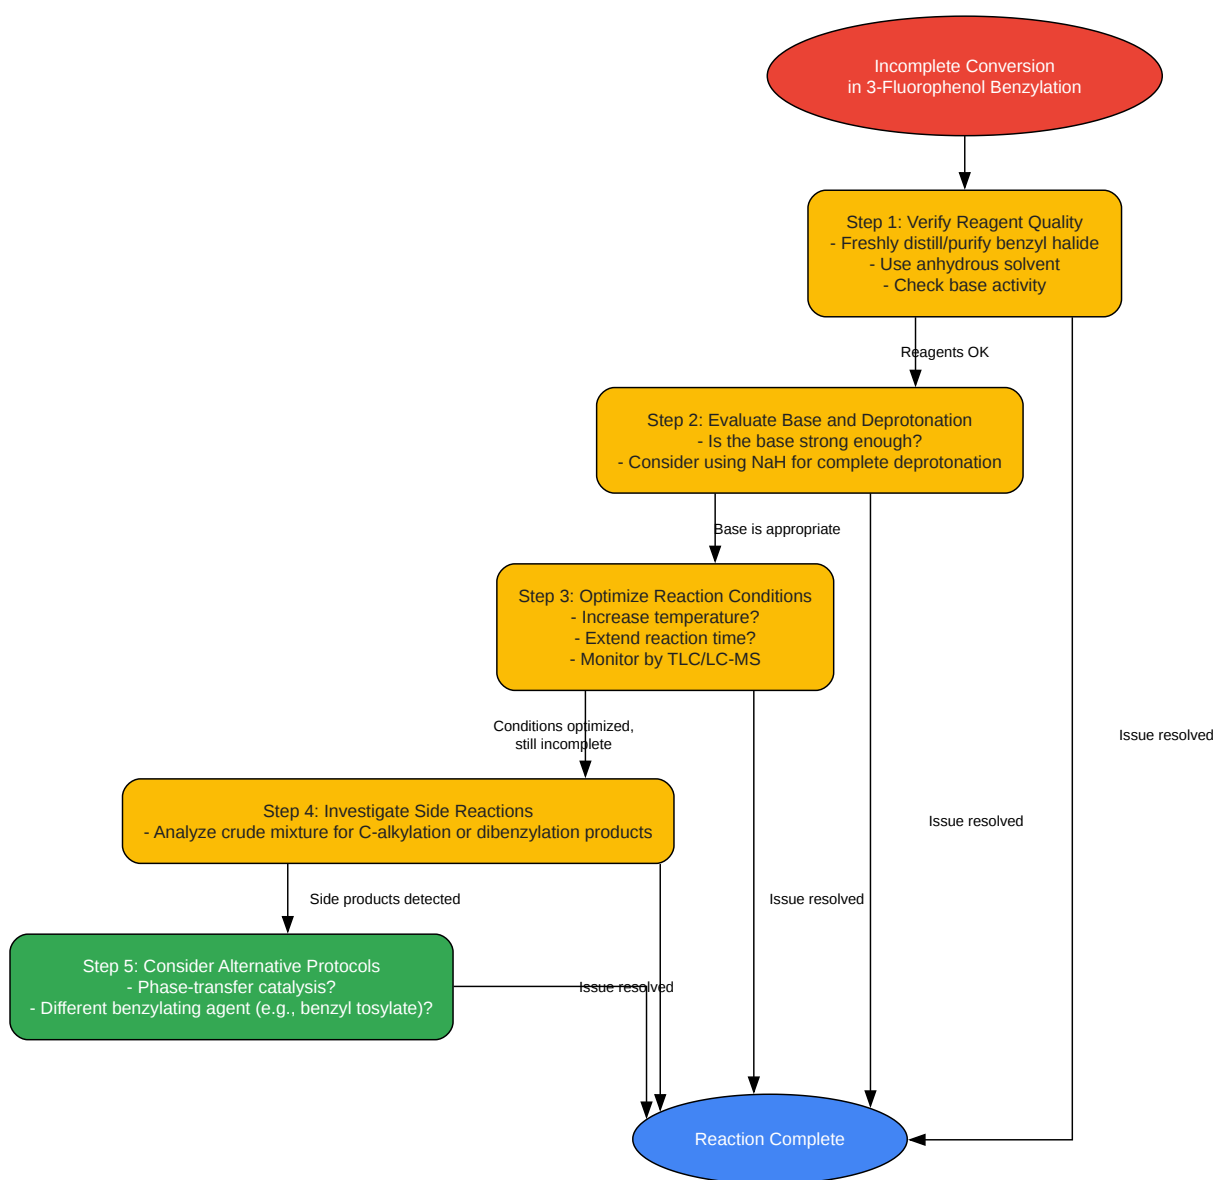 Incomplete Conversion
in 3-Fluorophenol Benzylation
Step 1: Verify Reagent Quality
- Freshly distill/purify benzyl halide
- Use anhydrous solvent
- Check base activity
Reagents OK
Step 2: Evaluate Base and Deprotonation
- Is the base strong enough?
- Consider using NaH for complete deprotonation
Base is appropriate
Step 3: Optimize Reaction Conditions
- Increase temperature?
- Extend reaction time?
- Monitor by TLC/LC-MS
Conditions optimized,
still incomplete
Issue resolved
Step 4: Investigate Side Reactions
- Analyze crude mixture for C-alkylation or dibenzylation products
Issue resolved
Side products detected
Issue resolved
Step 5: Consider Alternative Protocols
- Phase-transfer catalysis?
- Different benzylating agent (e.g., benzyl tosylate)?
Issue resolved
Reaction Complete